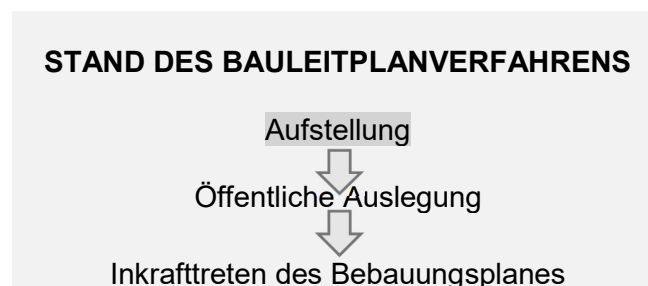 STAND DES BAULEITPLANVERFAHRENS
Aufstellung
Öffentliche Auslegung
Inkrafttreten des Bebauungsplanes